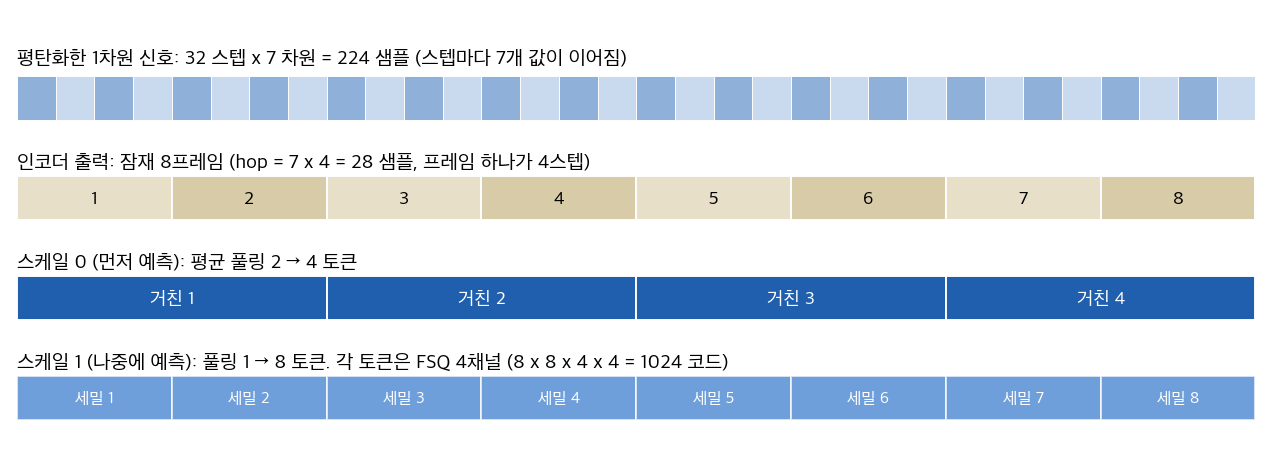 평탄화한 1차원 신호: 32 스텝 x 7 차원 = 224 샘플 (스텝마다 7개 값이 이어짐)
인코더 출력: 잠재 8프레임 (hop = 7 x 4 = 28 샘플, 프레임 하나가 4스텝)
1 2 3 4 5 6 7 8
스케일 0 (먼저 예측): 평균 풀링 2 → 4 토큰
거친 1 거친 2 거친 3 거친 4
스케일 1 (나중에 예측): 풀링 1 → 8 토큰. 각 토큰은 FSQ 4채널 (8 x 8 x 4 x 4 = 1024 코드)
세밀 1 세밀 2 세밀 3 세밀 4 세밀 5 세밀 6 세밀 7 세밀 8